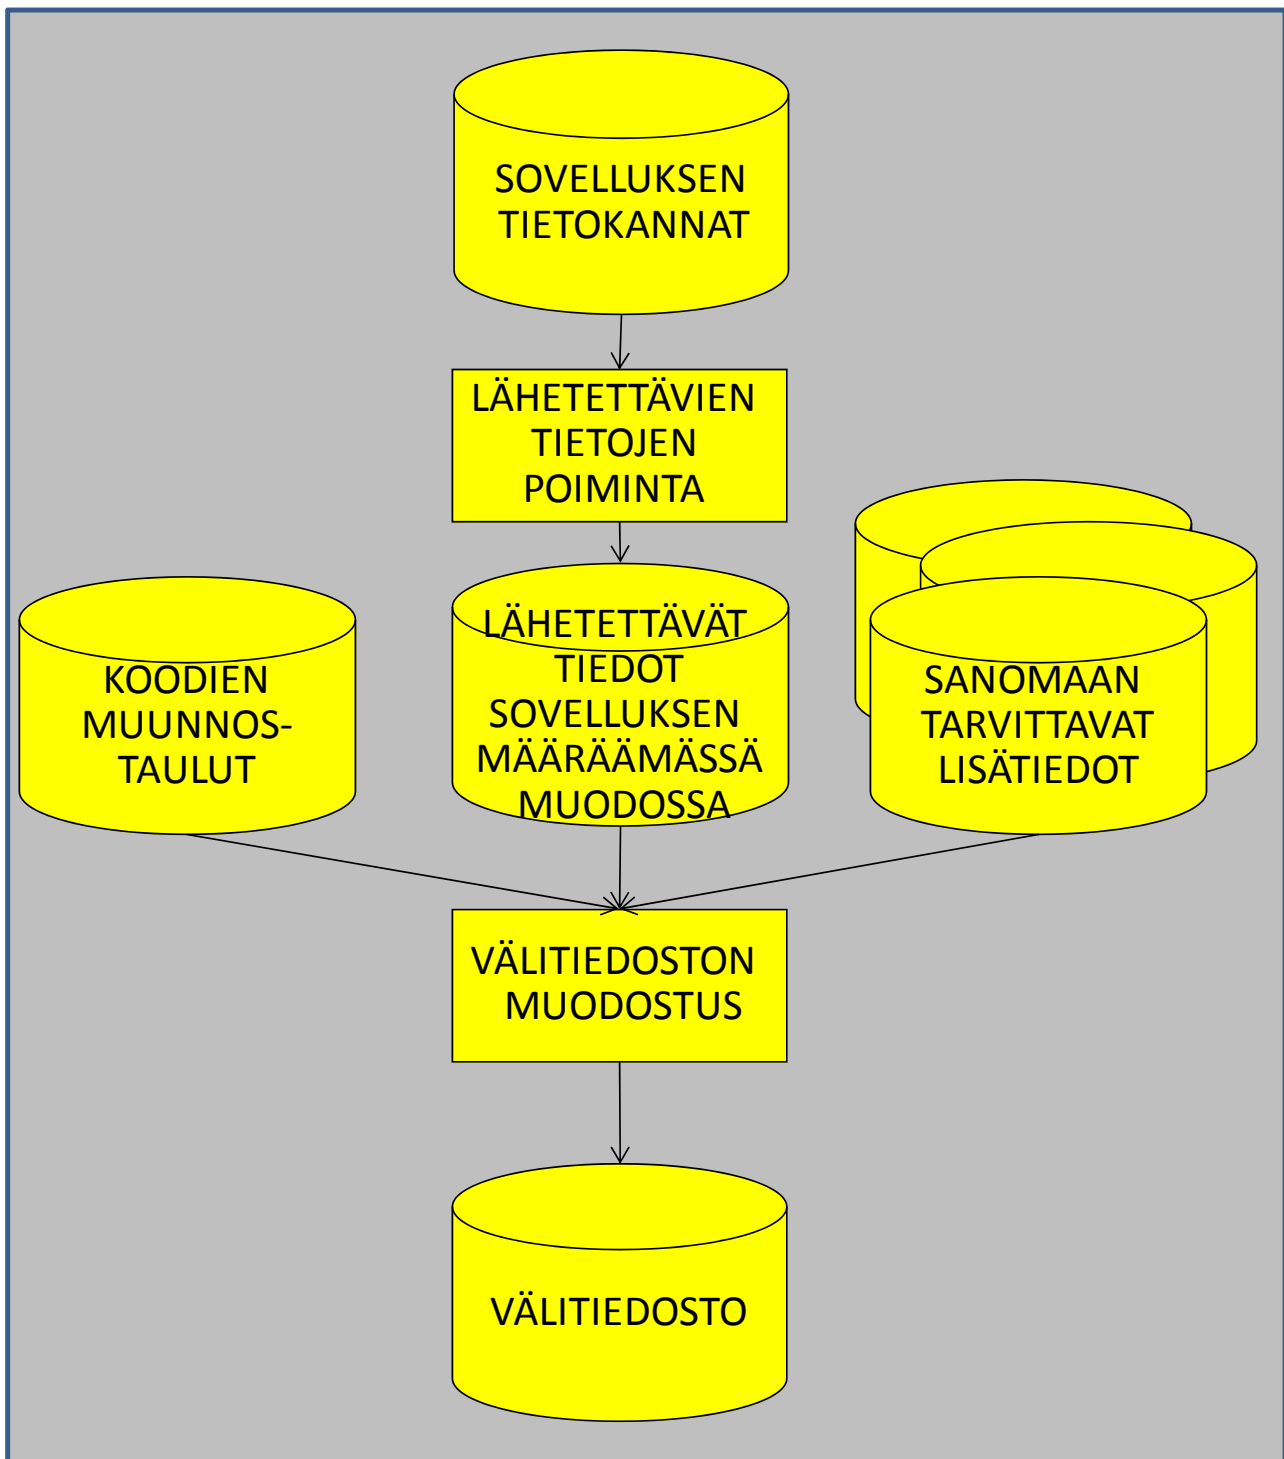 SOVELLUKSEN
TIETOKANNAT
LÄHETETTÄVIEN
TIETOJEN
POIMINTA
KOODIEN
MUUNNOS-
TAULUT
LÄHETETTÄVÄT
TIEDOT
SOVELLUKSEN
MÄÄRÄÄMÄSSÄ
MUODOSSA
SANOMAAN
TARVITTAVAT
LISÄTIEDOT
VÄLITIEDOSTON
MUODOSTUS
VÄLITIEDOSTO